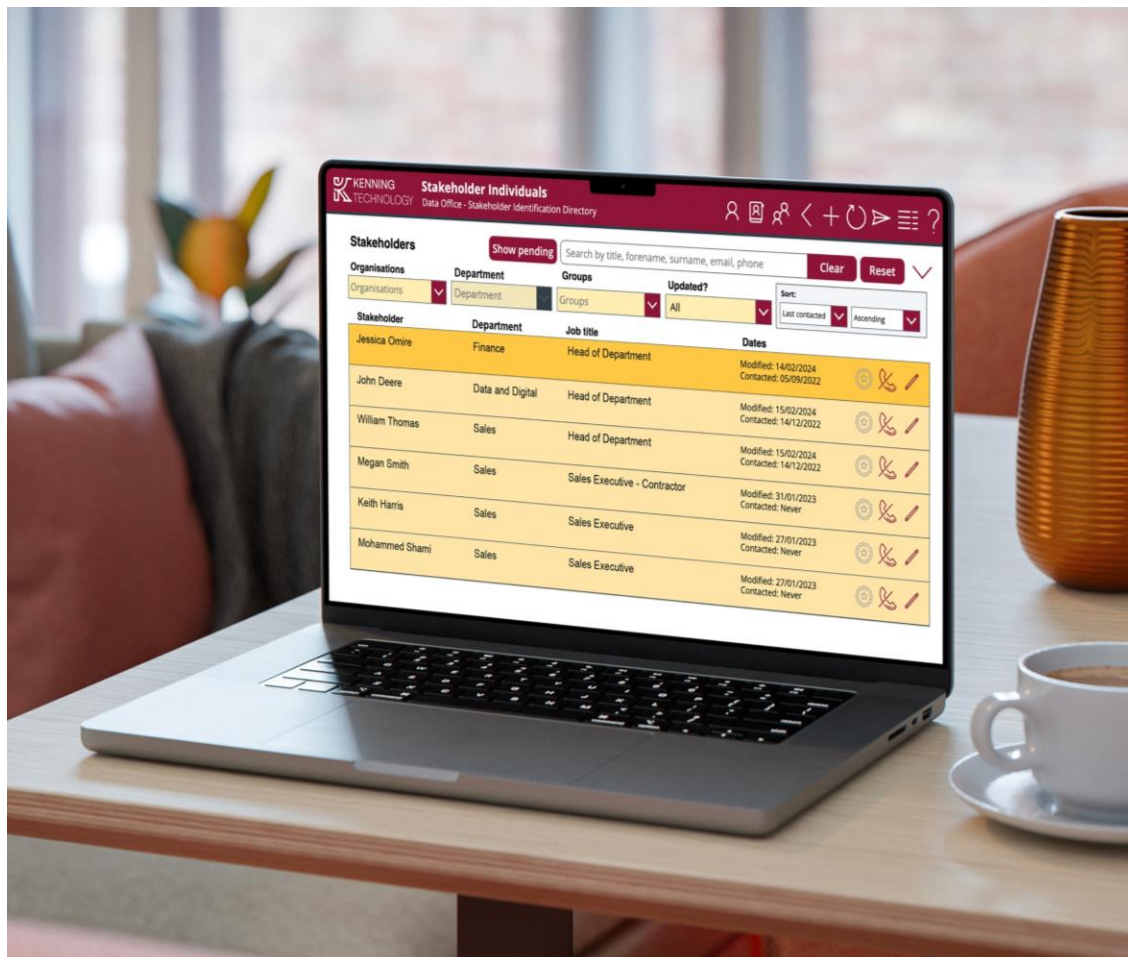 KENNING
TECHNOLOGY
Stakeholder Individuals
Data Office - Stakeholder Identification Directory
Stakeholders
Show pending
Search by title, forename, surname, email, phone
Clear
Reset
Organisations
Department
Groups
Updated?
Sort:
Organisations
Department
Groups
All
Last contacted
Ascending
Stakeholder
Department
Job title
Dates
Jessica Omire
Finance
Head of Department
Modified: 14/02/2024
Contacted: 05/09/2022
John Deere
Data and Digital
Head of Department
Modified: 15/02/2024
Contacted: 14/12/2022
William Thomas
Sales
Head of Department
Modified: 15/02/2024
Contacted: 14/12/2022
Megan Smith
Sales
Sales Executive - Contractor
Modified: 31/01/2023
Contacted: Never
Keith Harris
Sales
Sales Executive
Modified: 27/01/2023
Contacted: Never
Mohammed Shami
Sales
Sales Executive
Modified: 27/01/2023
Contacted: Never